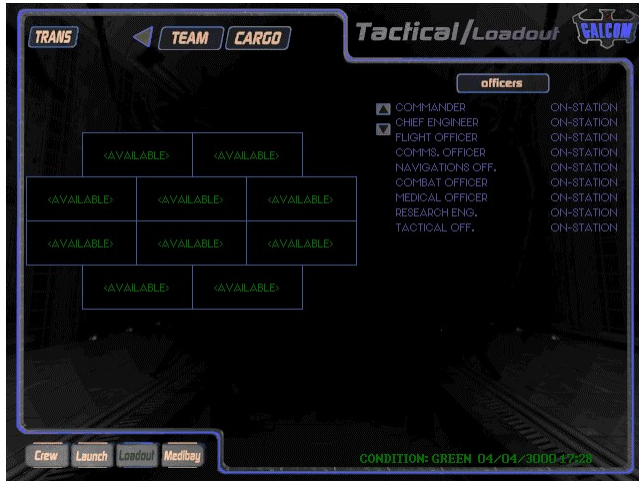 TRANS
TEAM
CARGO
Tactical/Loadout
GALCOM
officers
COMMANDER ON-STATION
CHIEF ENGINEER ON-STATION
FLIGHT OFFICER ON-STATION
COMMS. OFFICER ON-STATION
NAVIGATIONS OFF. ON-STATION
COMBAT OFFICER ON-STATION
MEDICAL OFFICER ON-STATION
RESEARCH ENG. ON-STATION
TACTICAL OFF. ON-STATION
<AVAILABLE> <AVAILABLE>
<AVAILABLE> <AVAILABLE> <AVAILABLE>
<AVAILABLE> <AVAILABLE> <AVAILABLE>
<AVAILABLE> <AVAILABLE>
Crew Launch Loadout Medibay
CONDITION: GREEN 04/04/3000 17:28